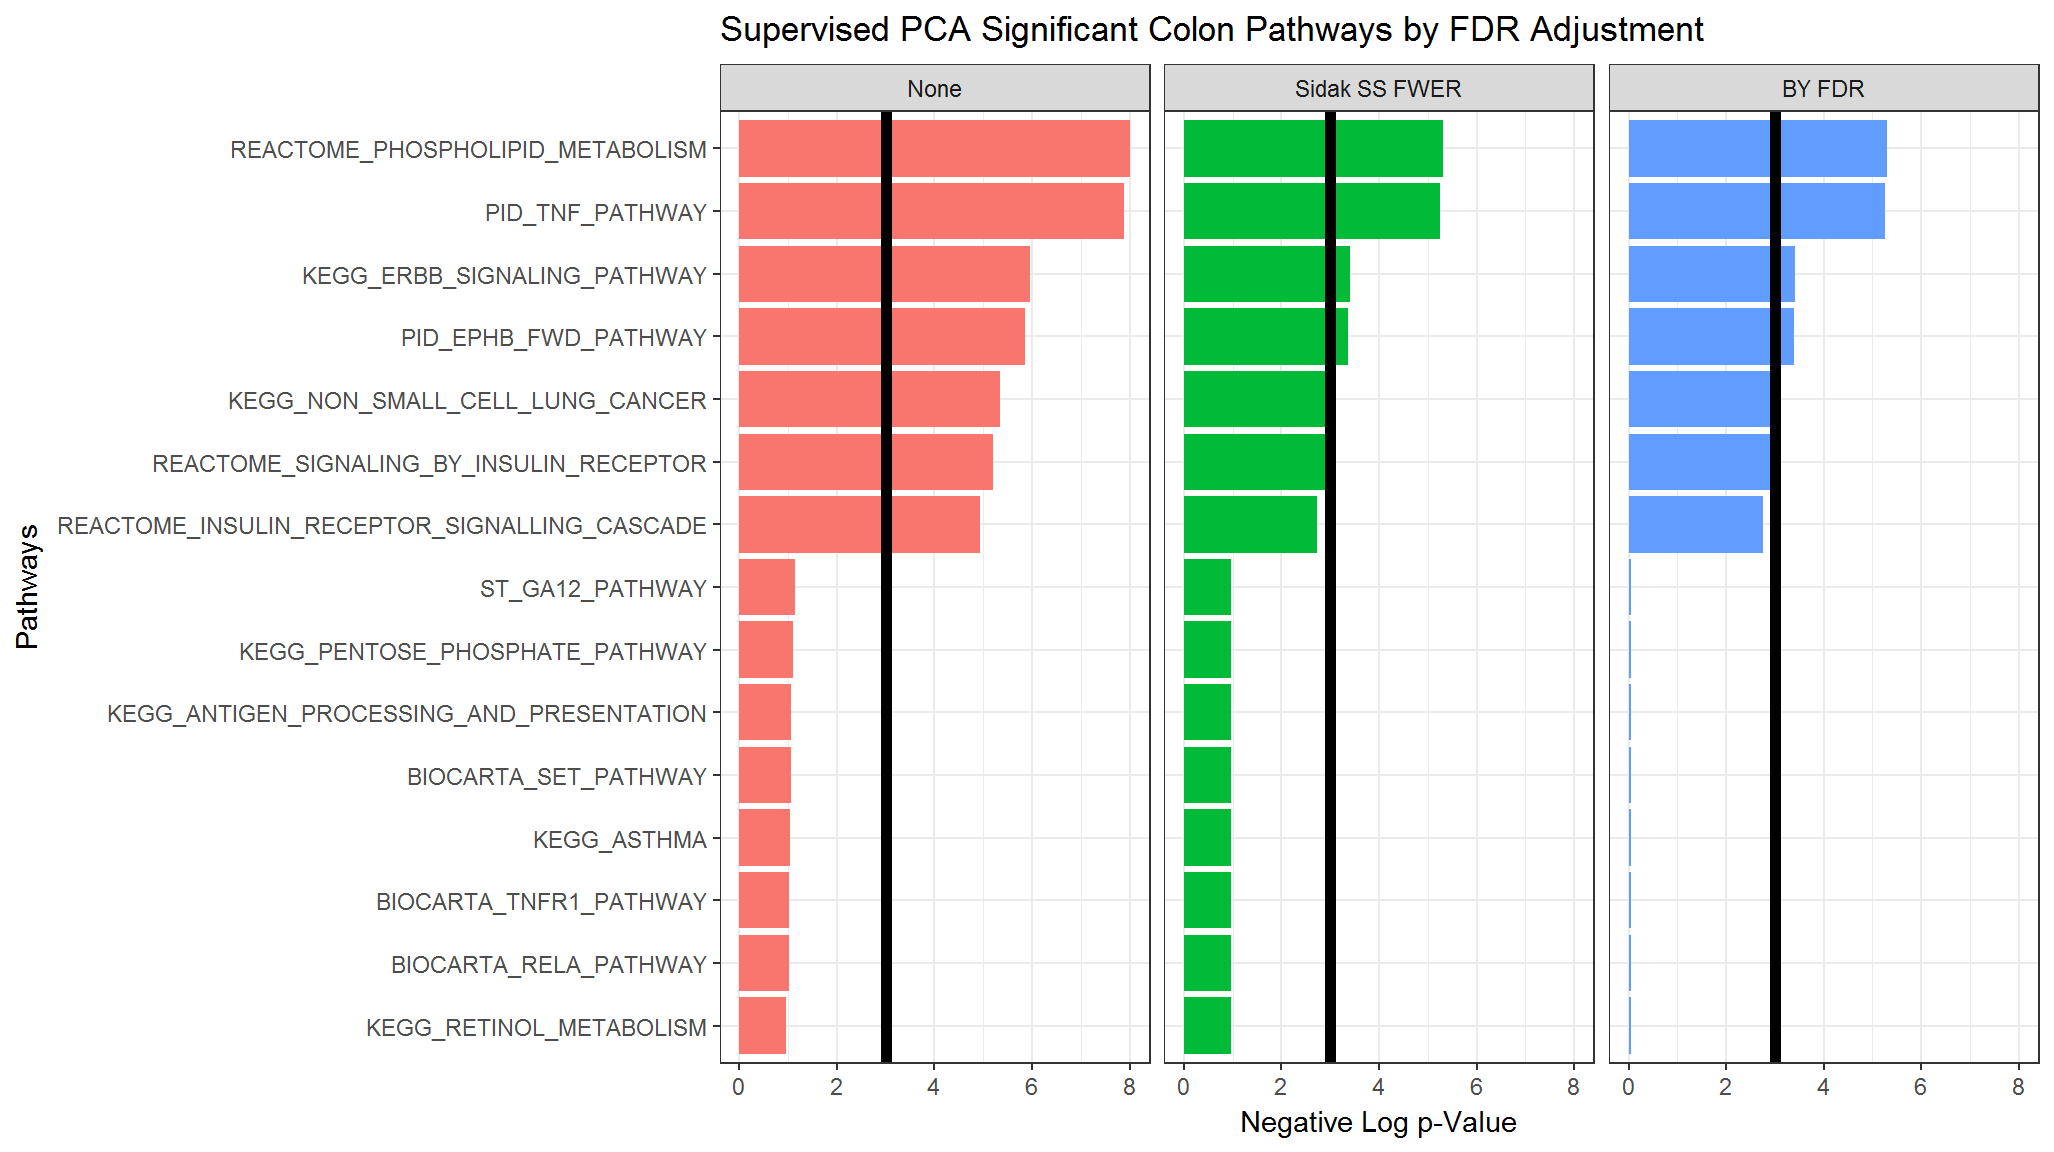 Supervised PCA Significant Colon Pathways by FDR Adjustment
None
Sidak SS FWER
BY FDR
REACTOME_PHOSPHOLIPID_METABOLISM
PID_TNF_PATHWAY
KEGG_ERBB_SIGNALING_PATHWAY
PID_EPHB_FWD_PATHWAY
KEGG_NON_SMALL_CELL_LUNG_CANCER
REACTOME_SIGNALING_BY_INSULIN_RECEPTOR
REACTOME_INSULIN_RECEPTOR_SIGNALLING_CASCADE
ST_GA12_PATHWAY
KEGG_PENTOSE_PHOSPHATE_PATHWAY
KEGG_ANTIGEN_PROCESSING_AND_PRESENTATION
BIOCARTA_SET_PATHWAY
KEGG_ASTHMA
BIOCARTA_TNFR1_PATHWAY
BIOCARTA_RELA_PATHWAY
KEGG_RETINOL_METABOLISM
Pathways
0 2 4 6 8
0 2 4 6 8
0 2 4 6 8
Negative Log p-Value